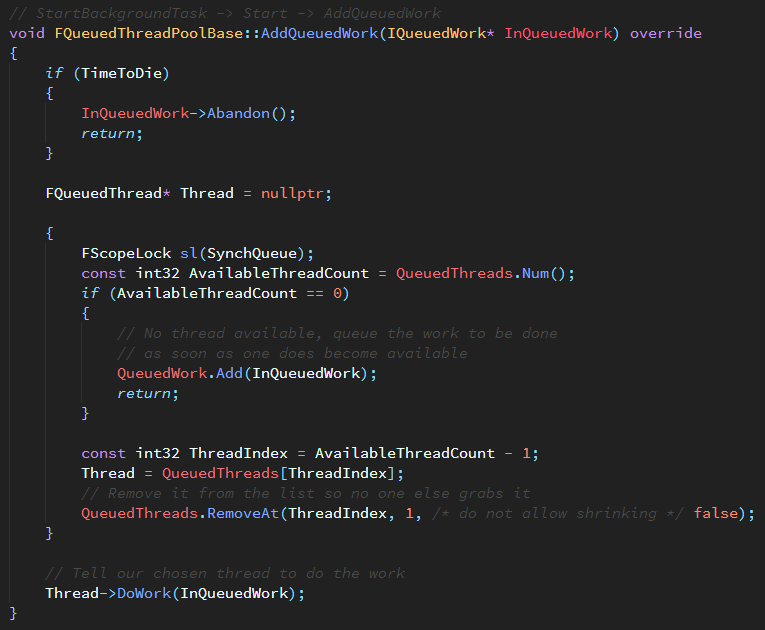 // StartBackgroundTask -> Start -> AddQueuedWork
void FQueuedThreadPoolBase::AddQueuedWork(IQueuedWork* InQueuedWork) override
{
    if (TimeToDie)
    {
        InQueuedWork->Abandon();
        return;
    }

    FQueuedThread* Thread = nullptr;

    {
        FScopeLock sl(SynchQueue);
        const int32 AvailableThreadCount = QueuedThreads.Num();
        if (AvailableThreadCount == 0)
        {
            // No thread available, queue the work to be done
            // as soon as one does become available
            QueuedWork.Add(InQueuedWork);
            return;
        }

        const int32 ThreadIndex = AvailableThreadCount - 1;
        Thread = QueuedThreads[ThreadIndex];
        // Remove it from the list so no one else grabs it
        QueuedThreads.RemoveAt(ThreadIndex, 1, /* do not allow shrinking */ false);
    }

    // Tell our chosen thread to do the work
    Thread->DoWork(InQueuedWork);
}